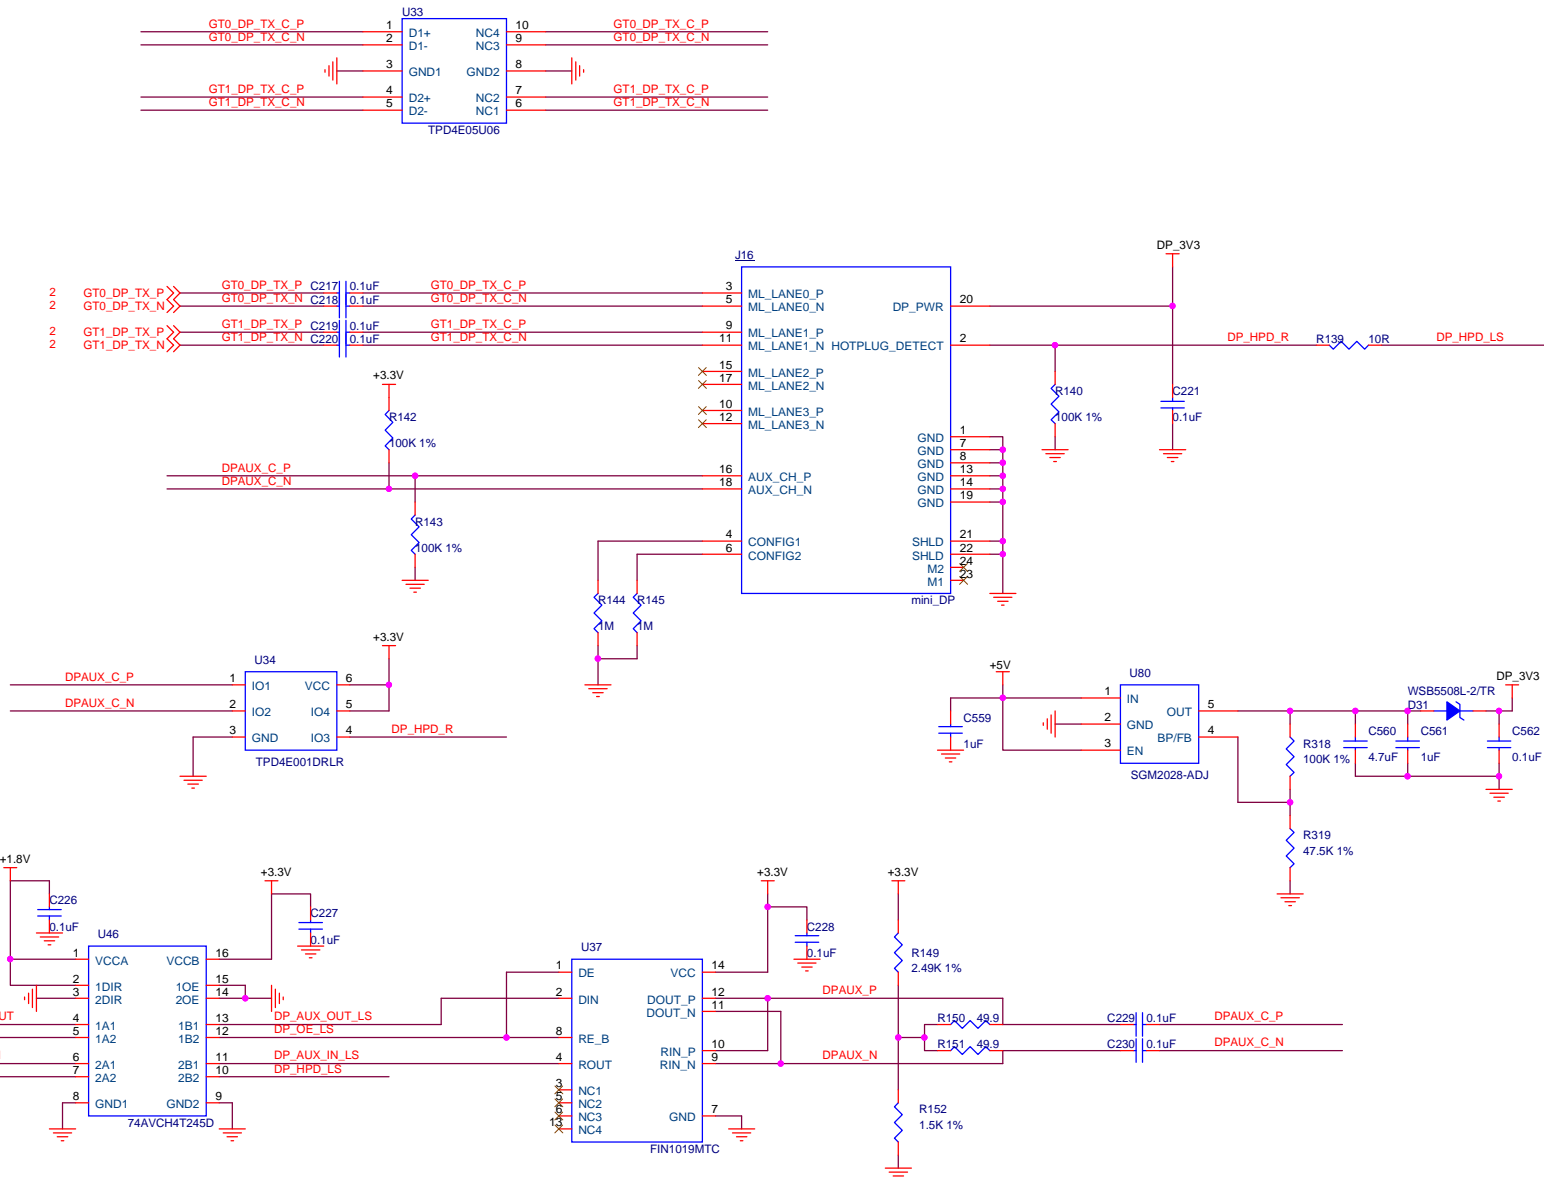 U33
GT0_DP_TX_C_P 1 D1+ NC4 10 GT0_DP_TX_C_P
GT0_DP_TX_C_N 2 D1- NC3 9 GT0_DP_TX_C_N
3 GND1 GND2 8
GT1_DP_TX_C_P 4 D2+ NC2 7 GT1_DP_TX_C_P
GT1_DP_TX_C_N 5 D2- NC1 6 GT1_DP_TX_C_N
TPD4E05U06
DP_3V3
J16
2 GT0_DP_TX_P GT0_DP_TX_P C217 0.1uF GT0_DP_TX_C_P 3 ML_LANE0_P
2 GT0_DP_TX_N GT0_DP_TX_N C218 0.1uF GT0_DP_TX_C_N 5 ML_LANE0_N DP_PWR 20
2 GT1_DP_TX_P GT1_DP_TX_P C219 0.1uF GT1_DP_TX_C_P 9 ML_LANE1_P
2 GT1_DP_TX_N GT1_DP_TX_N C220 0.1uF GT1_DP_TX_C_N 11 ML_LANE1_N HOTPLUG_DETECT 2 DP_HPD_R R139 10R DP_HPD_LS
15 ML_LANE2_P
+3.3V 17 ML_LANE2_N
R140 C221
10 ML_LANE3_P
R142 12 ML_LANE3_N 100K 1% 0.1uF
100K 1% GND 1
GND 7
GND 8
DPAUX_C_P 16 AUX_CH_P GND 13
DPAUX_C_N 18 AUX_CH_N GND 14
GND 19
R143
4 CONFIG1 SHLD 21
100K 1% 6 CONFIG2 SHLD 22
M2 24
M1 23
R144 R145 mini_DP
1M 1M
+3.3V
U34 +5V U80 DP_3V3
DPAUX_C_P 1 IO1 VCC 6
DPAUX_C_N 2 IO2 IO4 5
3 GND IO3 4 DP_HPD_R
TPD4E001DRLR
1 IN OUT 5 WSB5508L-2/TR
D31
C559 2 GND
1uF 3 EN BP/FB 4
SGM2028-ADJ
R318 C560 C561 C562
100K 1% 4.7uF 1uF 0.1uF
R319
47.5K 1%
+1.8V +3.3V +3.3V +3.3V
C226 C227 C228
0.1uF 0.1uF 0.1uF
U46 U37
1 VCCA VCCB 16
2 1DIR 1OE 15
3 2DIR 2OE 14
UT 4 1A1 1B1 13 DP_AUX_OUT_LS
5 1A2 1B2 12 DP_OE_LS
6 2A1 2B1 11 DP_AUX_IN_LS
7 2A2 2B2 10 DP_HPD_LS
8 GND1 GND2 9
74AVCH4T245D
1 DE VCC 14
2 DIN DOUT_P 12 DPAUX_P
DOUT_N 11
8 RE_B RIN_P 10
4 ROUT RIN_N 9 DPAUX_N
3 NC1
NC2
NC3 GND 7
13 NC4
FIN1019MTC
R149
2.49K 1%
R150 49.9 C229 0.1uF DPAUX_C_P
R151 49.9 C230 0.1uF DPAUX_C_N
R152
1.5K 1%